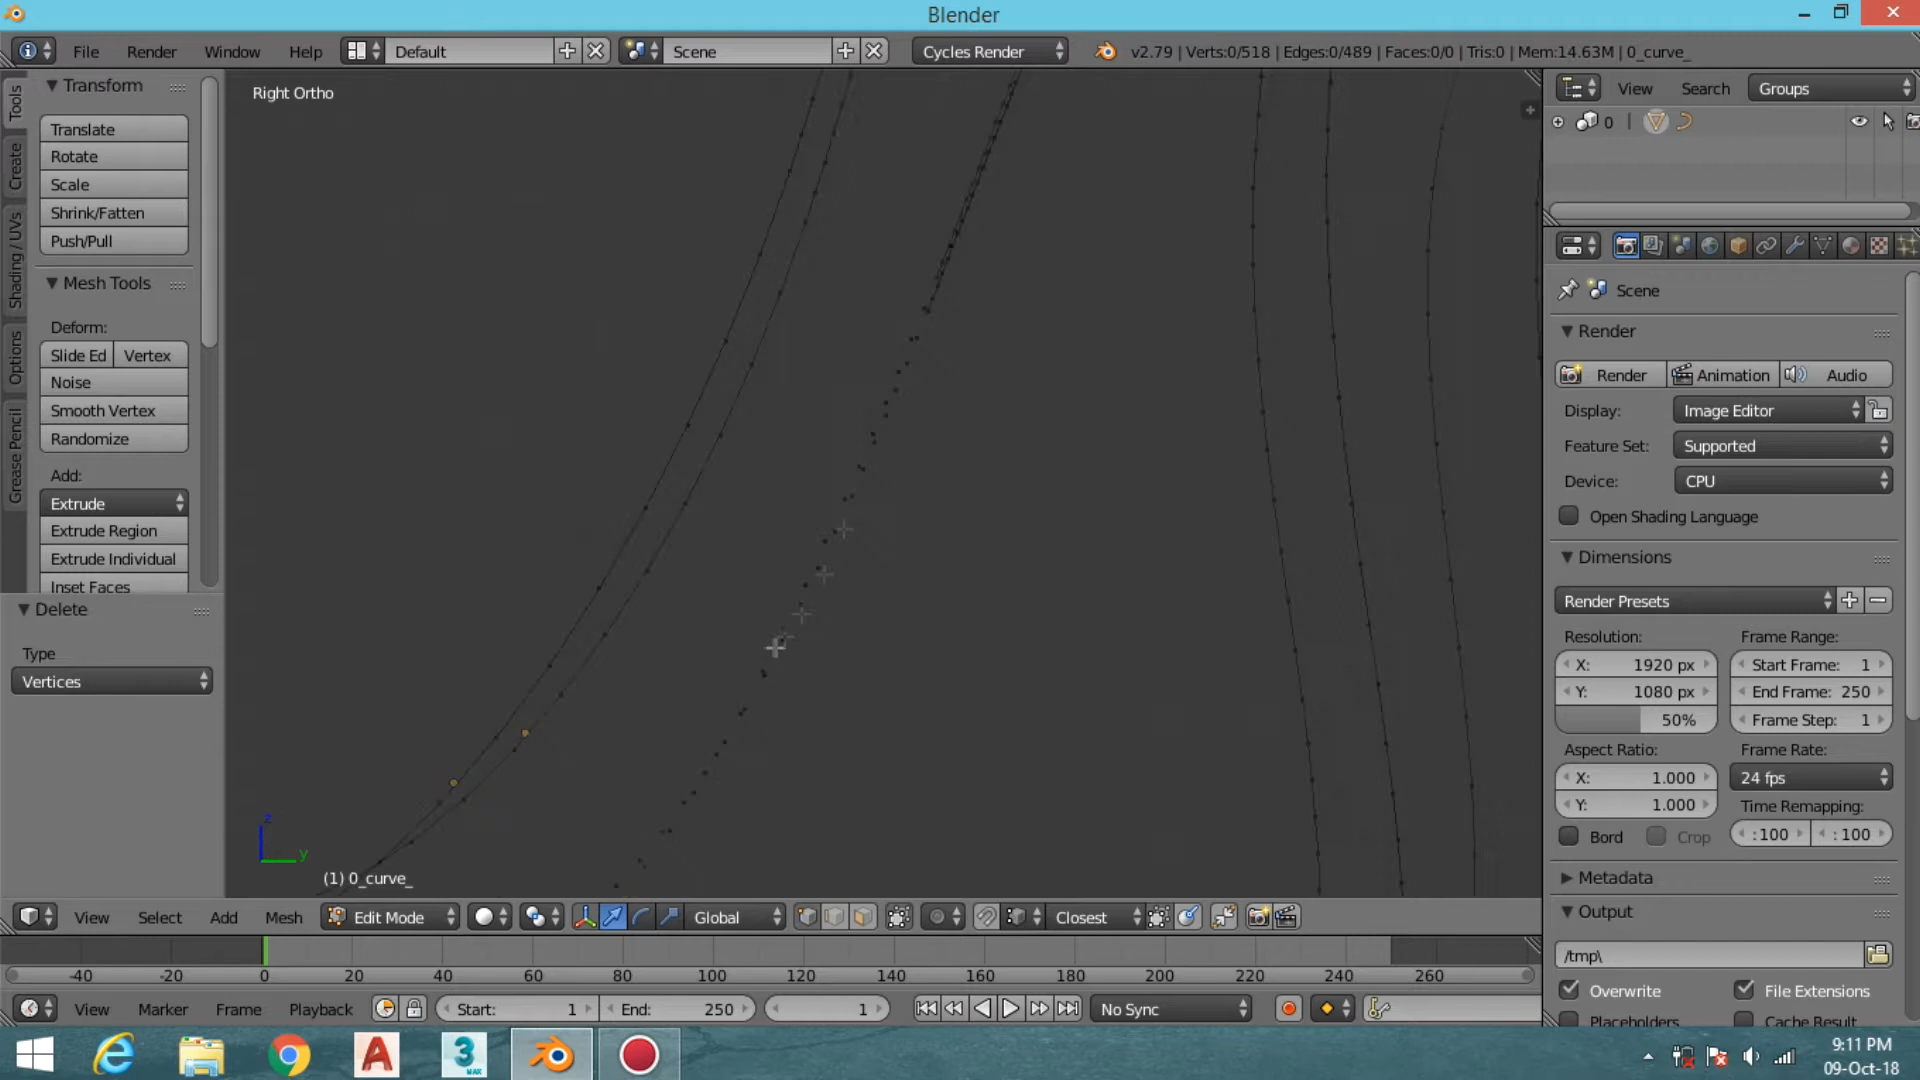 Blender
File Render Window Help Default Scene Cycles Render v2.79 | Verts:0/518 | Edges:0/489 | Faces:0/0 | Tris:0 | Mem:14.63M | 0_curve_
Tools
Create
Shading / UVs
Options
Grease Pencil
Transform
Translate
Rotate
Scale
Shrink/Fatten
Push/Pull
Mesh Tools
Deform:
Slide Ed Vertex
Noise
Smooth Vertex
Randomize
Add:
Extrude
Extrude Region
Extrude Individual
Inset Faces
Delete
Type
Vertices
Right Ortho
z
y
(1) 0_curve_
View Search Groups
0
Scene
Render
Render Animation Audio
Display: Image Editor
Feature Set: Supported
Device: CPU
Open Shading Language
Dimensions
Render Presets
Resolution: Frame Range:
X: 1920 px Start Frame: 1
Y: 1080 px End Frame: 250
50% Frame Step: 1
Aspect Ratio: Frame Rate:
X: 1.000 24 fps
Y: 1.000 Time Remapping:
Bord Crop :100 :100
Metadata
Output
/tmp\
Overwrite File Extensions
Placeholders Cache Result
View Select Add Mesh Edit Mode Global Closest
-40 -20 0 20 40 60 80 100 120 140 160 180 200 220 240 260
View Marker Frame Playback Start: 1 End: 250 1 No Sync
A
3
MAX
9:11 PM
09-Oct-18